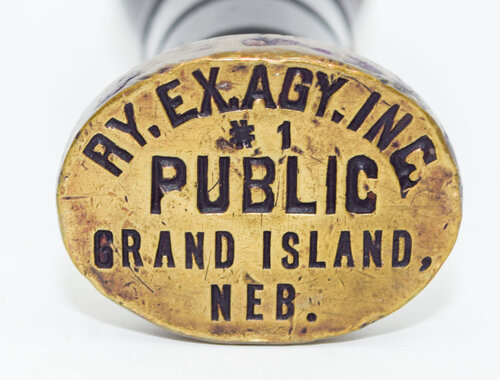 RY. EX. AGY. INC.
# 1
PUBLIC
GRAND ISLAND,
NEB.